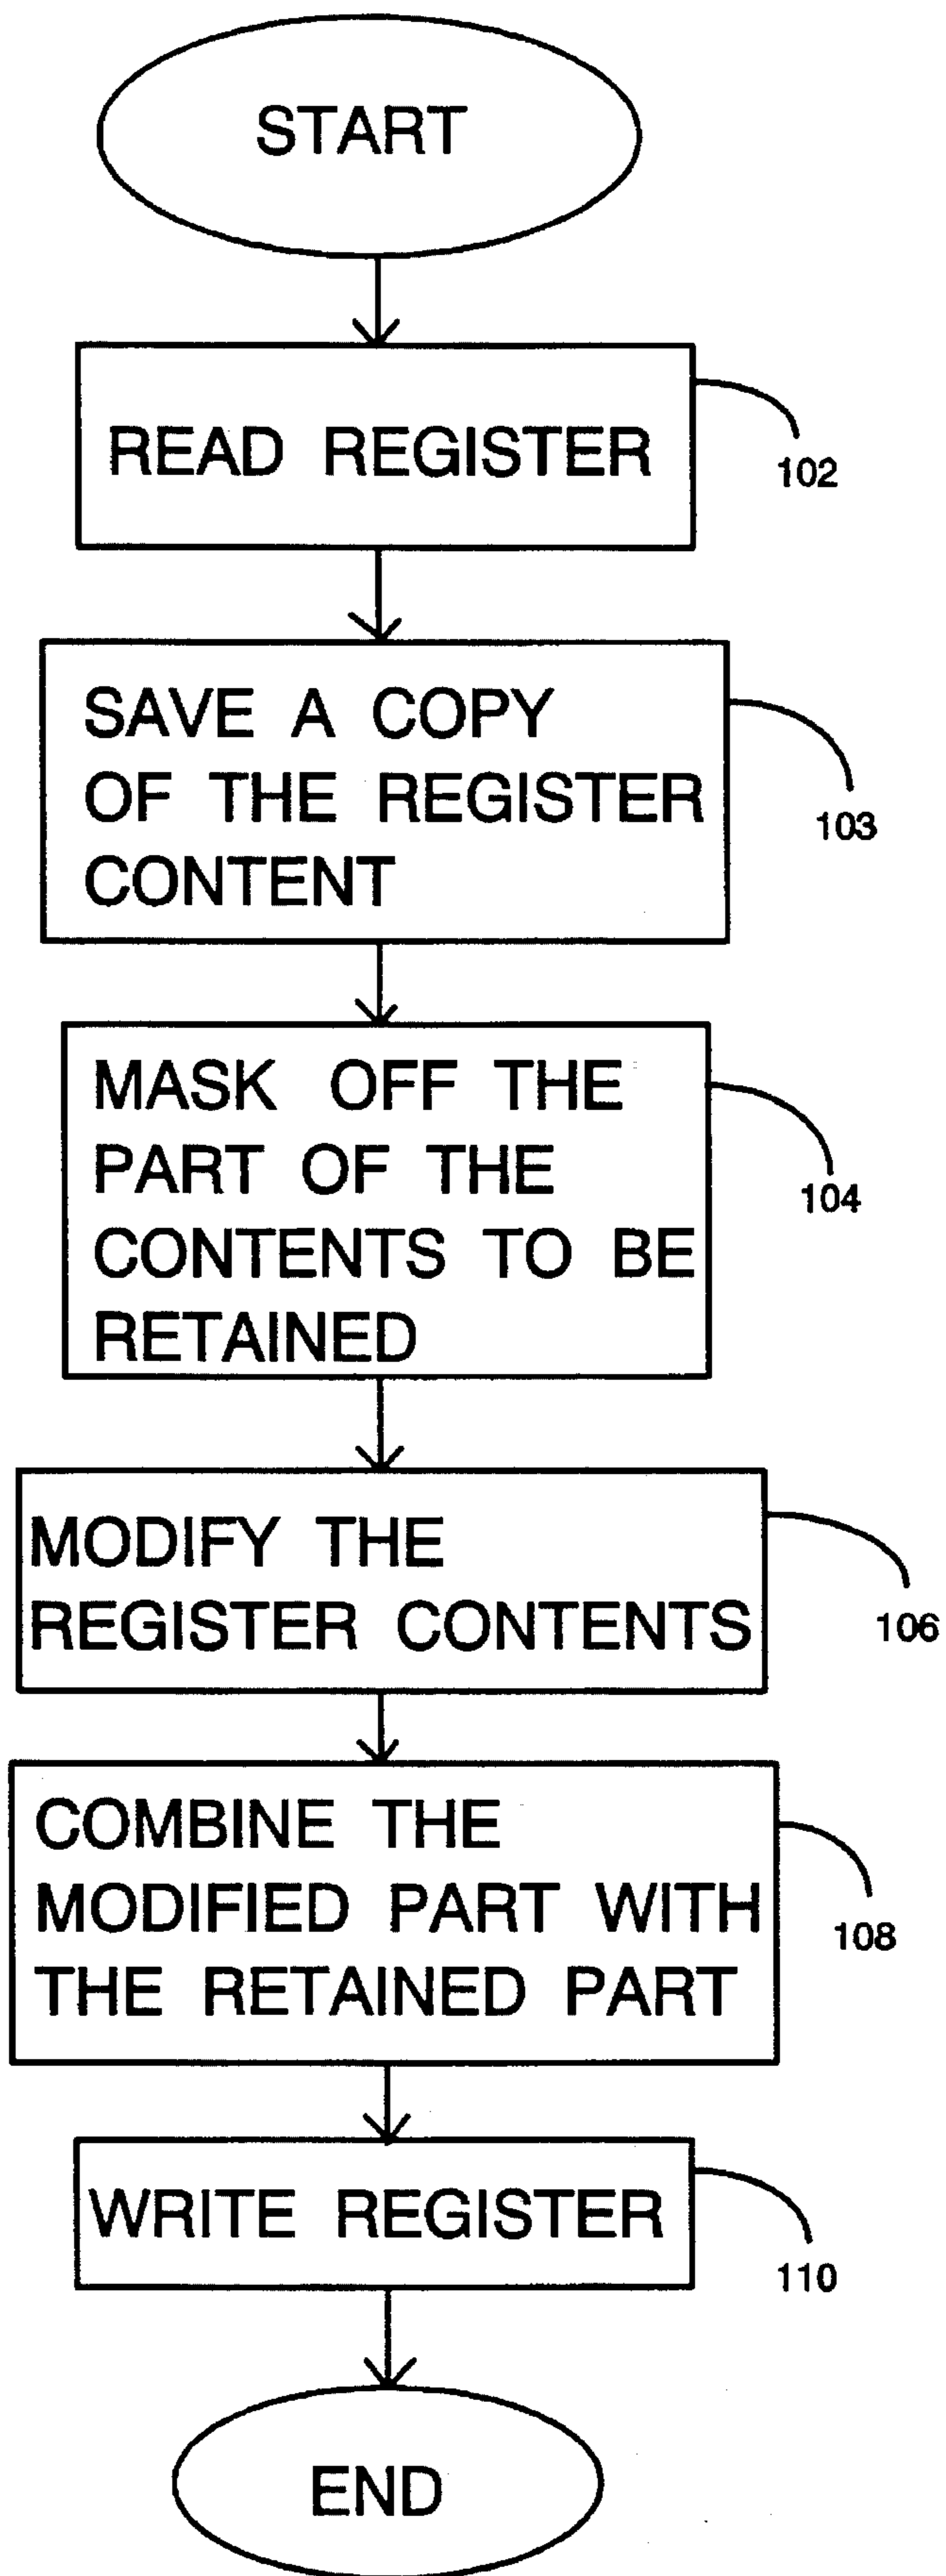 START
READ REGISTER
102
SAVE A COPY
OF THE REGISTER
CONTENT
103
MASK OFF THE
PART OF THE
CONTENTS TO BE
RETAINED
104
MODIFY THE
REGISTER CONTENTS
106
COMBINE THE
MODIFIED PART WITH
THE RETAINED PART
108
WRITE REGISTER
110
END